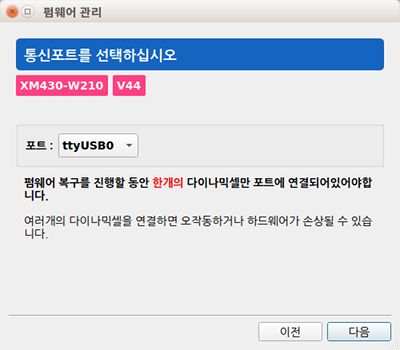 펌웨어 관리
통신포트를 선택하십시오
XM430-W210 V44
포트 : ttyUSB0
펌웨어 복구를 진행할 동안 한개의 다이나믹셀만 포트에 연결되어있어야합
니다.
여러개의 다이나믹셀을 연결하면 오작동하거나 하드웨어가 손상될 수 있습
니다.
이전 다음